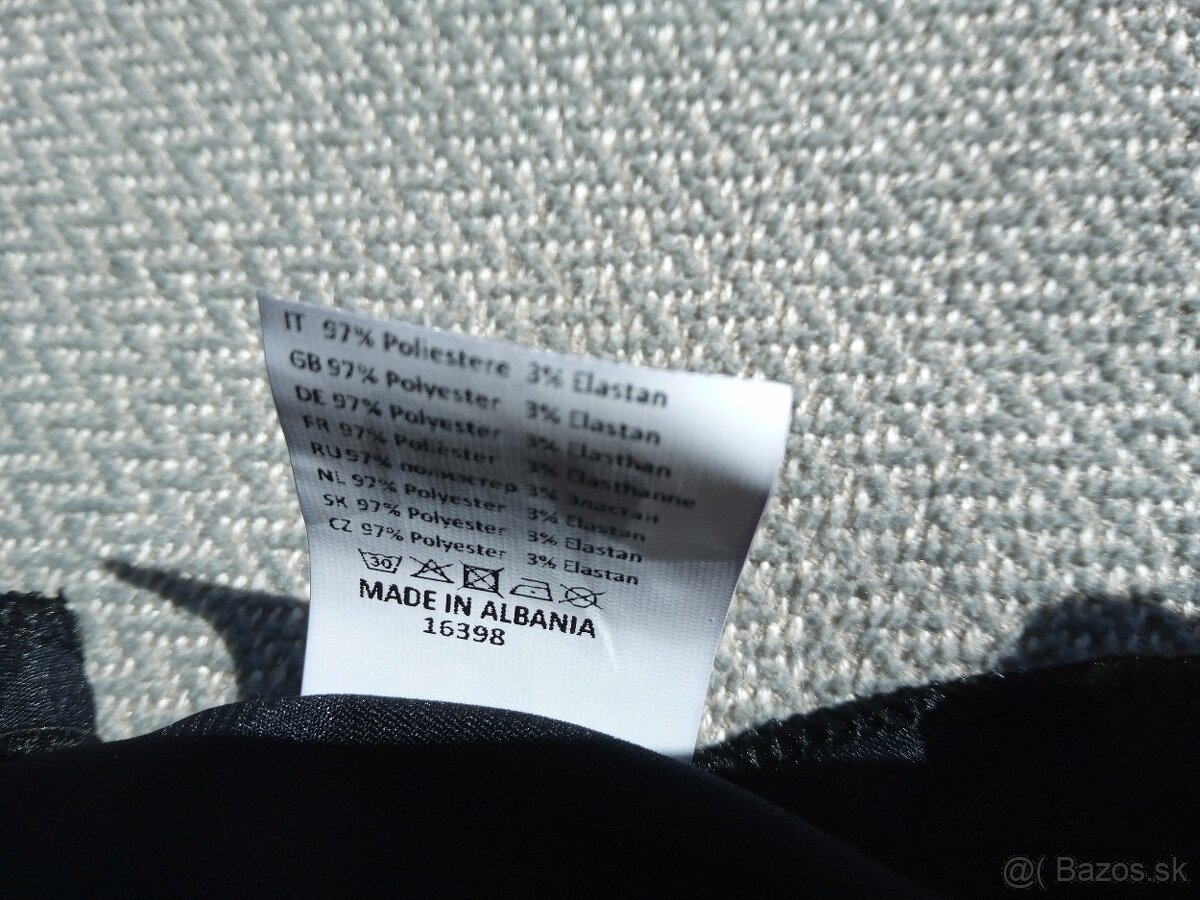 IT 97% Poliestere 3% Elastan
GB 97% Polyester 3% Elastan
DE 97% Polyester 3% Elasthan
FR 97% Poliester 3% Elasthanne
RU 97% полиэстер 3% Эластан
NL 97% Polyester 3% Elastan
SK 97% Polyester 3% Elastan
CZ 97% Polyester 3% Elastan
30
MADE IN ALBANIA
16398
@( Bazos.sk